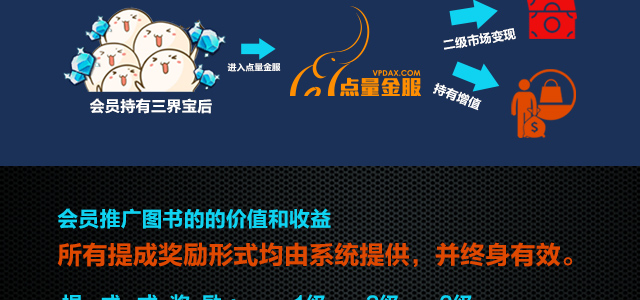 二级市场变现
进入点量金服
VPDAX.COM
点量金服
持有增值
会员持有三界宝后
会员推广图书的的价值和收益
所有提成奖励形式均由系统提供，并终身有效。